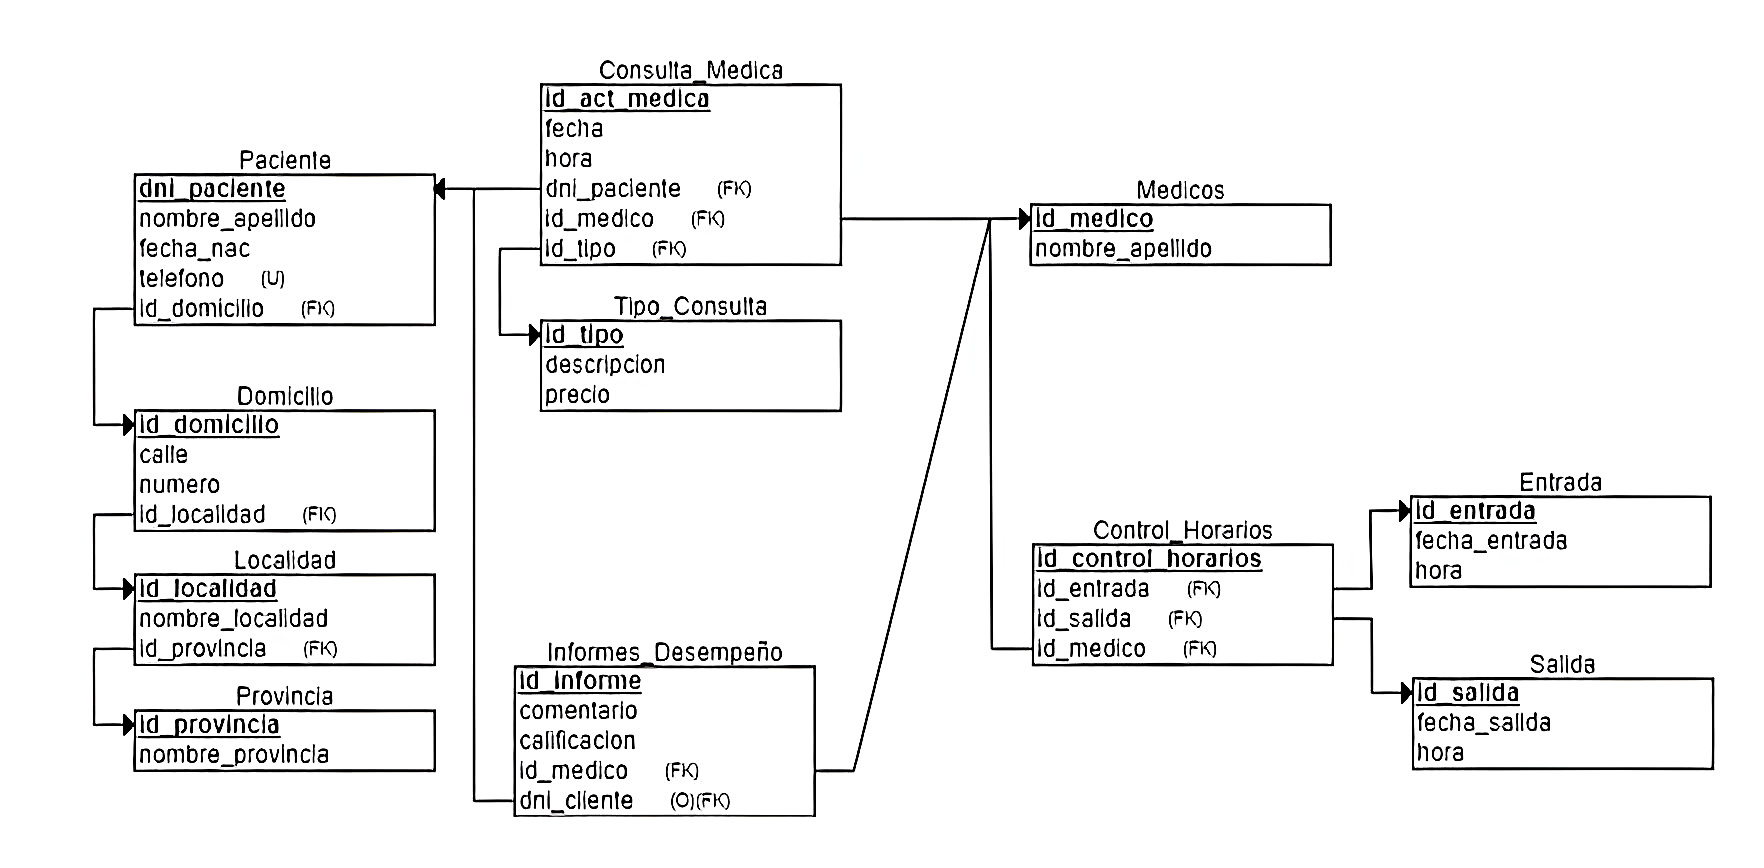 Consulta_Medica
id_act_medica
fecha
hora
dni_paciente (FK)
id_medico (FK)
id_tipo (FK)
Paciente
dni_paciente
nombre_apellido
fecha_nac
telefono (U)
id_domicilio (FK)
Medicos
id_medico
nombre_apellido
Tipo_Consulta
id_tipo
descripcion
precio
Domicilio
id_domicilio
calle
numero
id_localidad (FK)
Localidad
id_localidad
nombre_localidad
id_provincia (FK)
Provincia
id_provincia
nombre_provincia
Informes_Desempeño
id_informe
comentario
calificacion
id_medico (FK)
dni_cliente (O)(FK)
Control_Horarios
id_control_horarios
id_entrada (FK)
id_salida (FK)
id_medico (FK)
Entrada
id_entrada
fecha_entrada
hora
Salida
id_salida
fecha_salida
hora